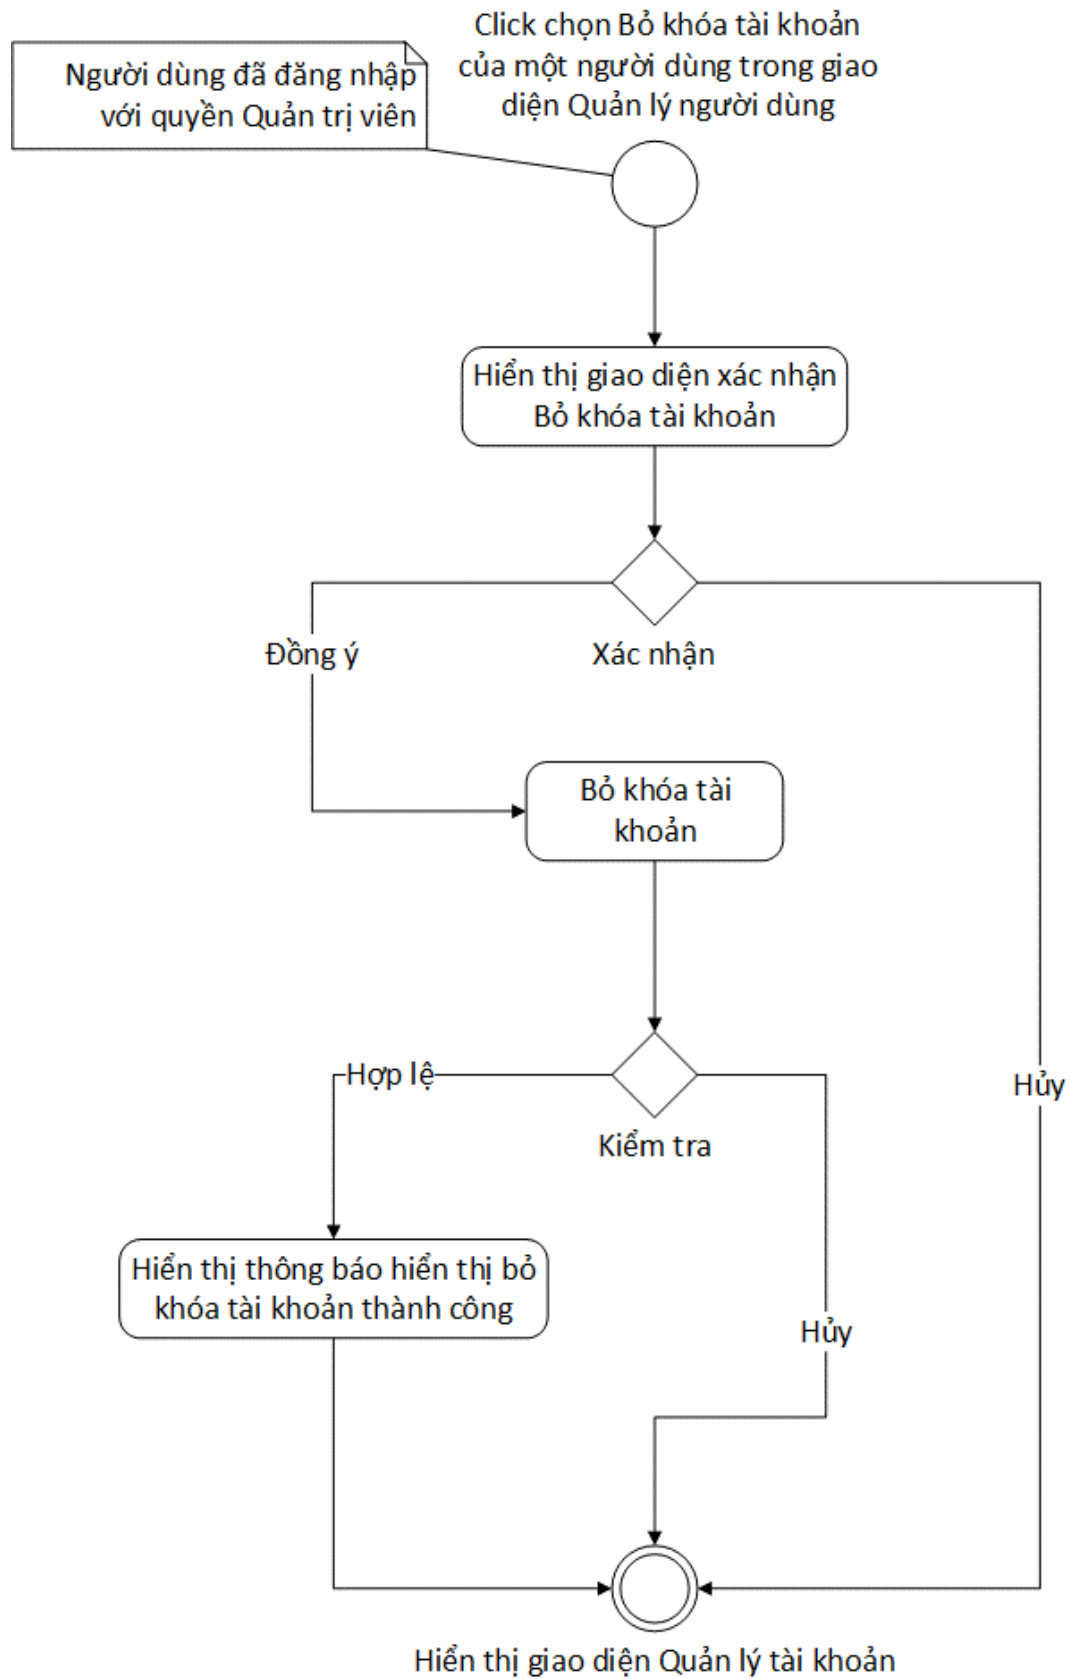 Click chọn Bỏ khóa tài khoản
của một người dùng trong giao
diện Quản lý người dùng
Người dùng đã đăng nhập
với quyền Quản trị viên
Hiển thị giao diện xác nhận
Bỏ khóa tài khoản
Đồng ý
Xác nhận
Bỏ khóa tài
khoản
Hợp lệ
Hủy
Kiểm tra
Hiển thị thông báo hiển thị bỏ
khóa tài khoản thành công
Hủy
Hiển thị giao diện Quản lý tài khoản